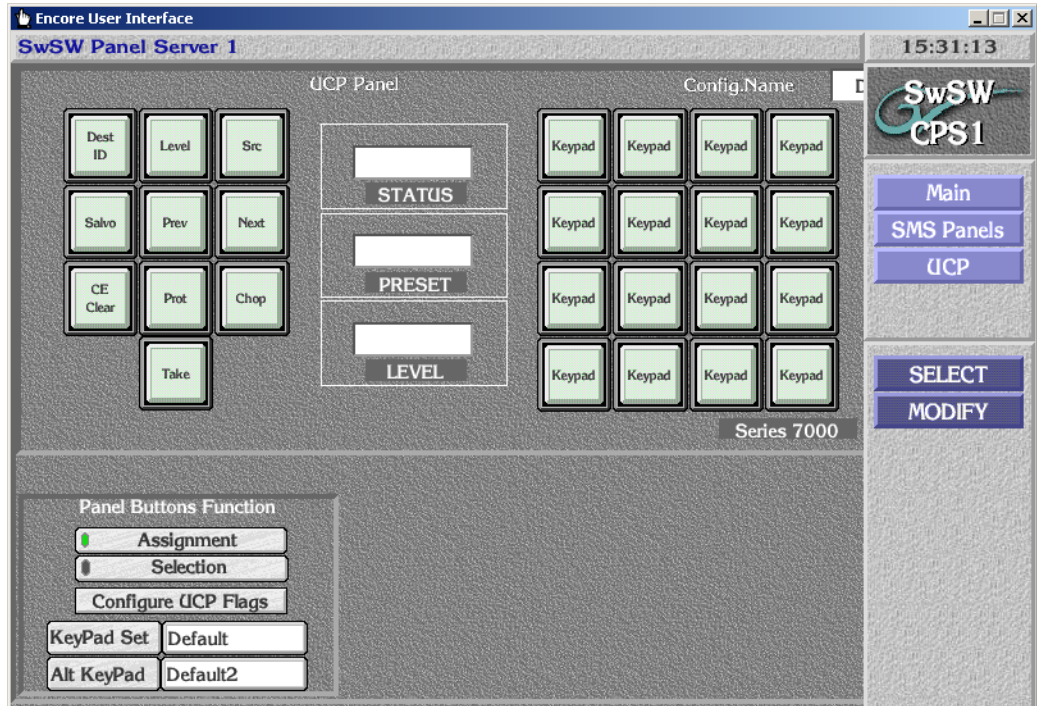 Encore User Interface
SwSW Panel Server 1
15:31:13
UCP Panel
Config.Name
D
SwSW
CPS1
Dest
ID
Level
Src
Salvo
Prev
Next
CE
Clear
Prot
Chop
Take
STATUS
PRESET
LEVEL
Keypad Keypad Keypad Keypad
Keypad Keypad Keypad Keypad
Keypad Keypad Keypad Keypad
Keypad Keypad Keypad Keypad
Series 7000
Main
SMS Panels
UCP
SELECT
MODIFY
Panel Buttons Function
Assignment
Selection
Configure UCP Flags
KeyPad Set Default
Alt KeyPad Default2